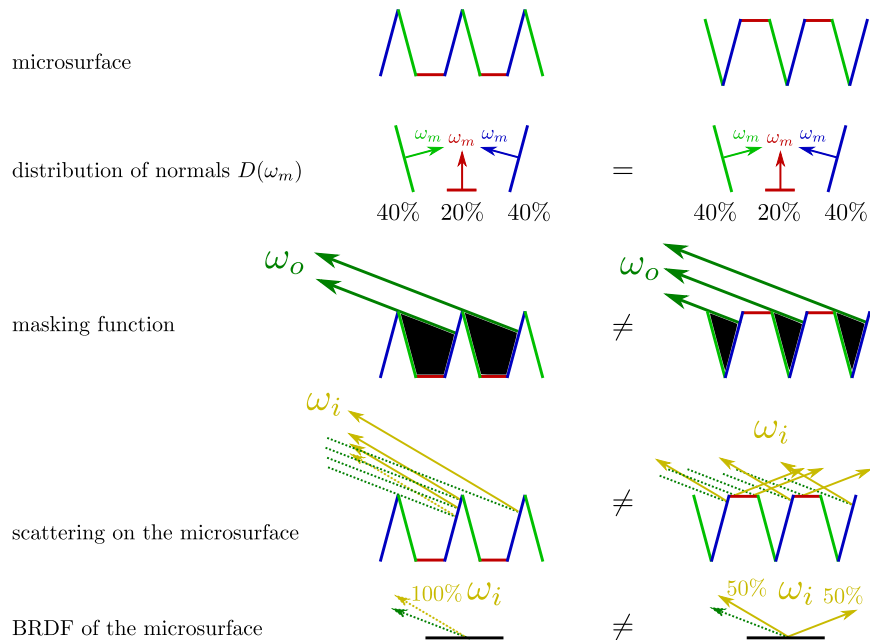 microsurface
distribution of normals D(ωm)
ωm ωm ωm
40% 20% 40%
=
ωm ωm ωm
40% 20% 40%
masking function
ωo
≠
ωo
scattering on the microsurface
ωi
≠
ωi
BRDF of the microsurface
100% ωi
≠
50% ωi 50%